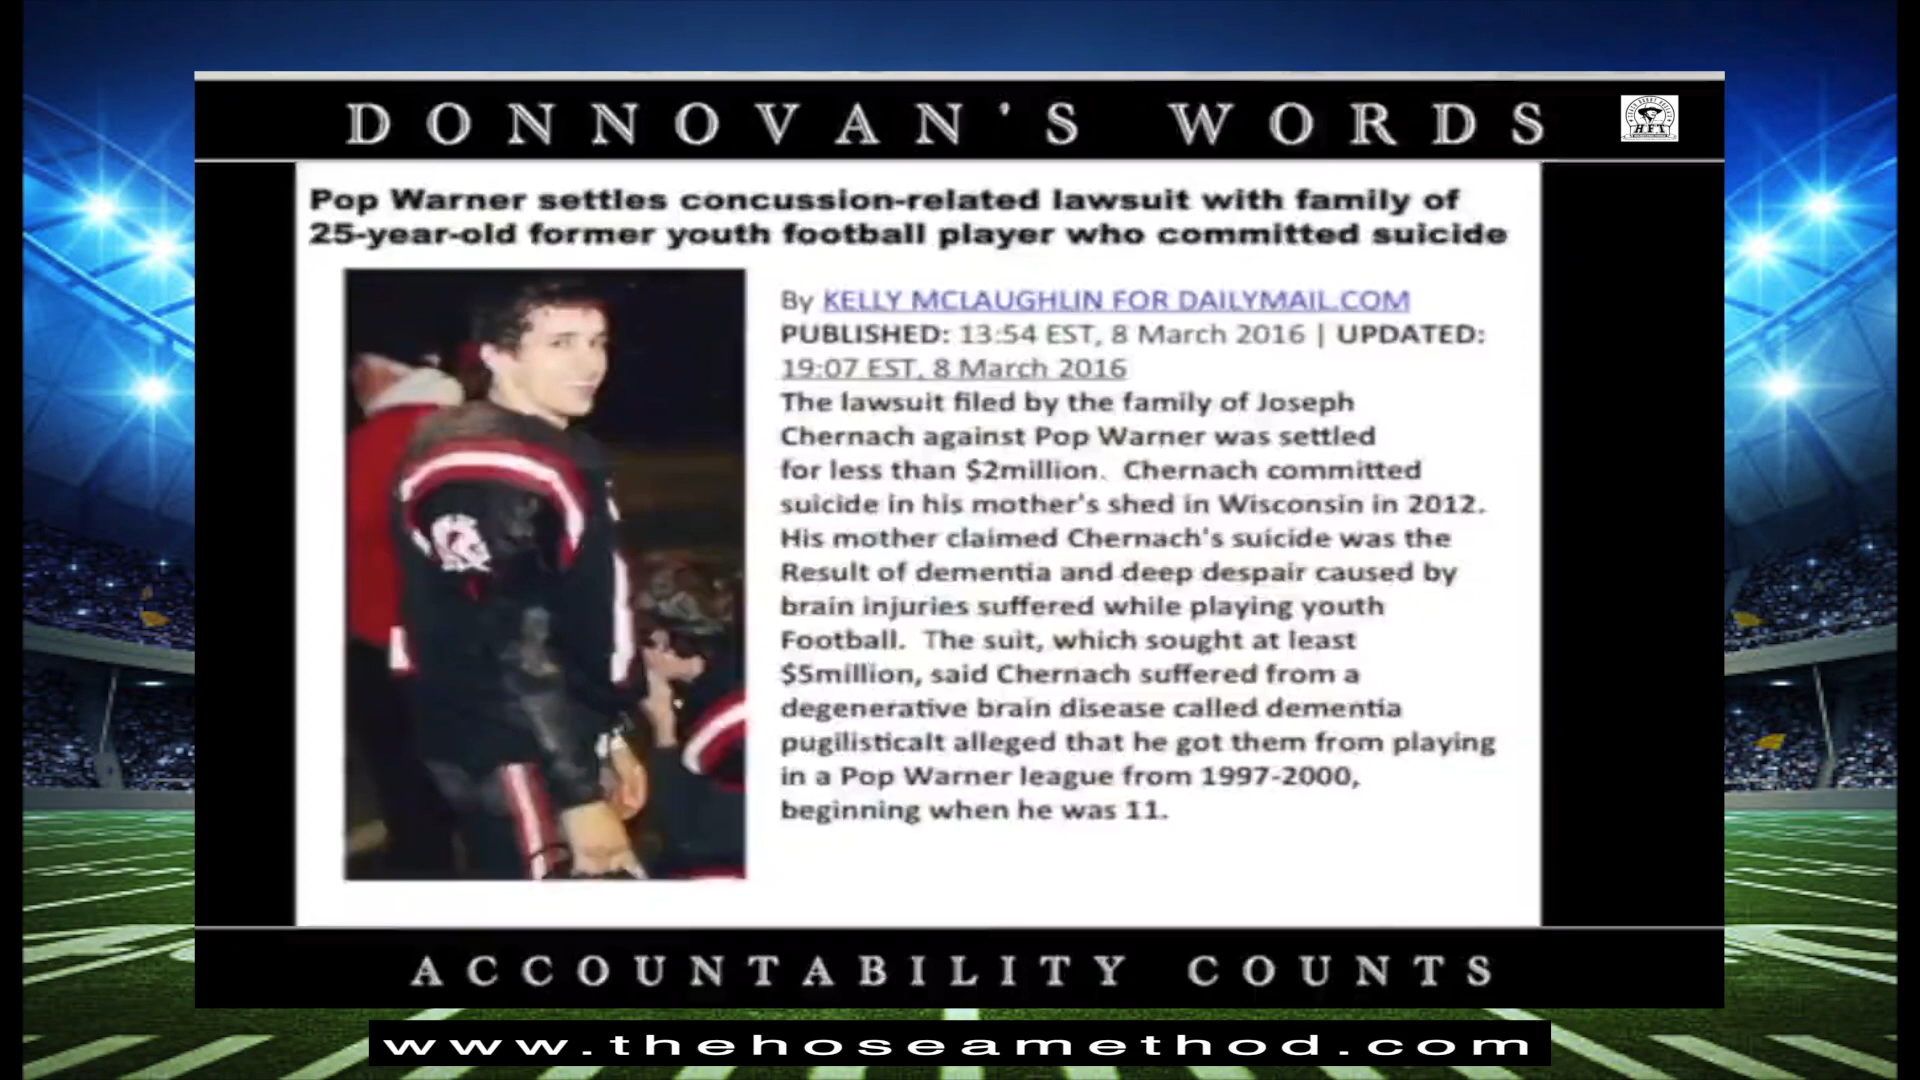 DONNOVAN'S WORDS
HFT
Pop Warner settles concussion-related lawsuit with family of
25-year-old former youth football player who committed suicide
By KELLY MCLAUGHLIN FOR DAILYMAIL.COM
PUBLISHED: 13:54 EST, 8 March 2016 | UPDATED:
19:07 EST, 8 March 2016
The lawsuit filed by the family of Joseph
Chernach against Pop Warner was settled
for less than $2million. Chernach committed
suicide in his mother's shed in Wisconsin in 2012.
His mother claimed Chernach's suicide was the
Result of dementia and deep despair caused by
brain injuries suffered while playing youth
Football. The suit, which sought at least
$5million, said Chernach suffered from a
degenerative brain disease called dementia
pugilisticaIt alleged that he got them from playing
in a Pop Warner league from 1997-2000,
beginning when he was 11.
ACCOUNTABILITY COUNTS
www.thehoseamethod.com